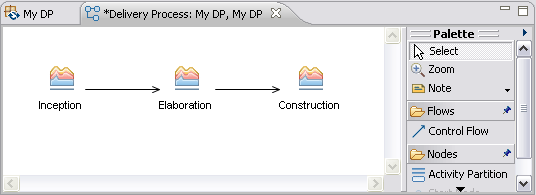 My DP
*Delivery Process: My DP, My DP
Inception
Elaboration
Construction
Palette
Select
Zoom
Note
Flows
Control Flow
Nodes
Activity Partition